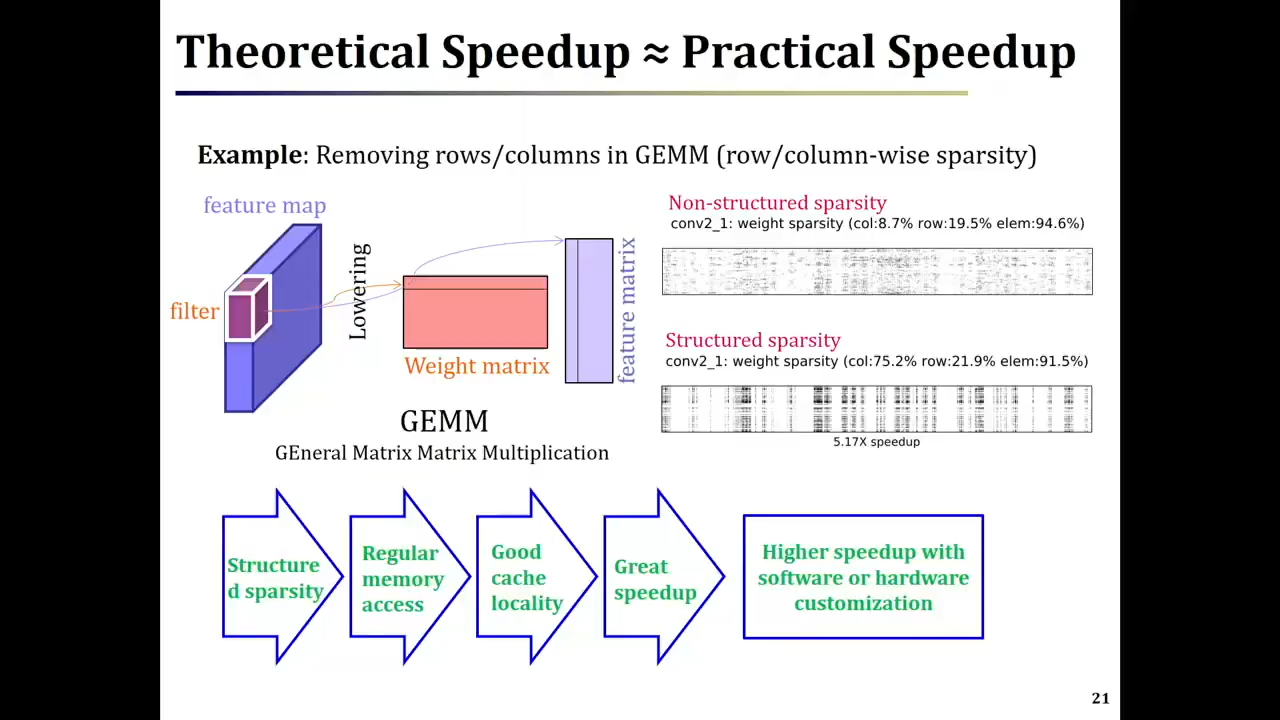 Theoretical Speedup ≈ Practical Speedup
Example: Removing rows/columns in GEMM (row/column-wise sparsity)
feature map
filter
Lowering
Weight matrix
feature matrix
GEMM
GEneral Matrix Matrix Multiplication
Non-structured sparsity
conv2_1: weight sparsity (col:8.7% row:19.5% elem:94.6%)
Structured sparsity
conv2_1: weight sparsity (col:75.2% row:21.9% elem:91.5%)
5.17X speedup
Structure
d sparsity
Regular
memory
access
Good
cache
locality
Great
speedup
Higher speedup with
software or hardware
customization
21